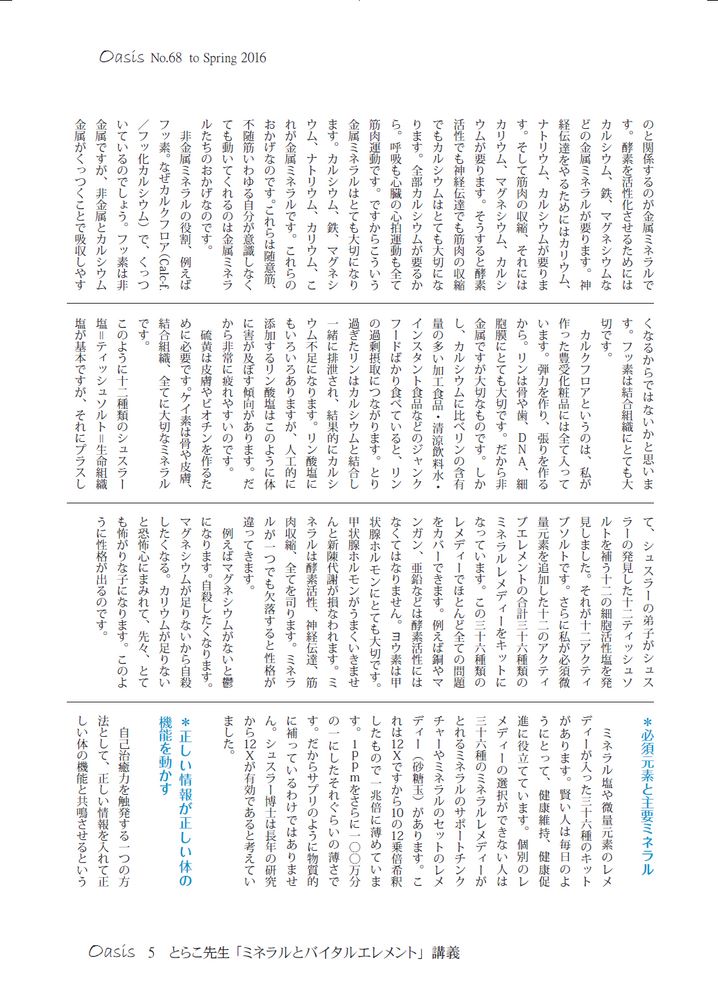 Oasis No.68 to Spring 2016
のと関係するのが金属ミネラルで
す。酵素を活性化させるためには
カルシウム、鉄、マグネシウムな
どの金属ミネラルが要ります。神
経伝達をやるためにはカリウム、
ナトリウム、カルシウムが要りま
す。そして筋肉の収縮、それには
カリウム、マグネシウム、カルシ
ウムが要ります。そうすると酵素
活性でも神経伝達でも筋肉の収縮
でもカルシウムはとても大切にな
ります。全部カルシウムが要るか
ら。呼吸も心臓の心拍運動も全て
筋肉運動です。ですからこういう
金属ミネラルはとても大切になり
ます。カルシウム、鉄、マグネシ
ウム、ナトリウム、カリウム、こ
れが金属ミネラルです。これらの
おかげなのです。これらは随意筋、
不随筋いわゆる自分が意識しなく
ても動いてくれるのは金属ミネラ
ルたちのおかげなのです。
非金属ミネラルの役割、例えば
フッ素。なぜカルクフロア(Calc-f.
／フッ化カルシウム)で、くっつ
いているのでしょう。フッ素は非
金属ですが、非金属とカルシウム
金属がくっつくことで吸収しやす
くなるからではないかと思いま
す。フッ素は結合組織にとても大
切です。
カルクフロアというのは、私が
作った豊受化粧品には全て入って
います。弾力を作り、張りを作る
から。リンは骨や歯、DNA、細
胞膜にとても大切です。だから非
金属ですが大切なものです。しか
し、カルシウムに比べリンの含有
量の多い加工食品・清涼飲料水・
インスタント食品などのジャンク
フードばかり食べていると、リン
の過剰摂取につながります。とり
過ぎたリンはカルシウムと結合し
一緒に排泄され、結果的にカルシ
ウム不足になります。リン酸塩に
もいろいろありますが、人工的に
添加するリン酸塩はこのように体
に害が及ぼす傾向があります。だ
から非常に疲れやすいのです。
硫黄は皮膚やビオチンを作るた
めに必要です。ケイ素は骨や皮膚、
結合組織、全てに大切なミネラル
です。
このように十二種類のシュスラー
塩＝ティッシュソルト＝生命組織
塩が基本ですが、それにプラスし
て、シュスラーの弟子がシュス
ラーの発見した十二ティッシュソ
ルトを補う十二の細胞活性塩を発
見しました。それが十二アクティ
ブソルトです。さらに私が必須微
量元素を追加した十二のアクティ
ブエレメントの合計三十六種類の
ミネラルレメディーをキットに
なっています。この三十六種類の
レメディーでほとんど全ての問題
をカバーできます。例えば銅やマ
ンガン、亜鉛などは酵素活性には
なくてはなりません。ヨウ素は甲
状腺ホルモンにとても大切です。
甲状腺ホルモンがうまくいきませ
んと新陳代謝が損なわれます。ミ
ネラルは酵素活性、神経伝達、筋
肉収縮、全てを司ります。ミネラ
ルが一つでも欠落すると性格が
違ってきます。
例えばマグネシウムがないと鬱
になります。自殺したくなります。
マグネシウムが足りないから自殺
したくなる。カリウムが足りない
と恐怖心にまみれて、先々、とて
も怖がりな子になります。このよ
うに性格が出るのです。
＊必須元素と主要ミネラル
ミネラル塩や微量元素のレメ
ディーが入った三十六種のキット
があります。賢い人は毎日のよ
うにとって、健康維持、健康促
進に役立てています。個別のレ
メディーの選択ができない人は
三十六種のミネラルレメディーが
とれるミネラルのサポートチンク
チャーやミネラルのセットのレメ
ディー（砂糖玉）があります。こ
れは12Xですから10の12乗倍希釈
したもので一兆倍に薄めていま
す。1ppmをさらに一〇〇万分
の一にしたそれぐらいの薄さで
す。だからサプリのように物質的
に補っているわけではありませ
ん。シュスラー博士は長年の研究
から12Xが有効であると考えてい
ました。
＊正しい情報が正しい体の
機能を動かす
自己治癒力を触発する一つの方
法として、正しい情報を入れて正
しい体の機能と共鳴させるという
Oasis 5 とらこ先生「ミネラルとバイタルエレメント」講義